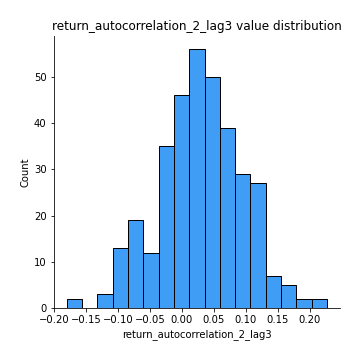 return_autocorrelation_2_lag3 value distribution
50
40
30
20
10
0
Count
−0.20 −0.15 −0.10 −0.05 0.00 0.05 0.10 0.15 0.20
return_autocorrelation_2_lag3